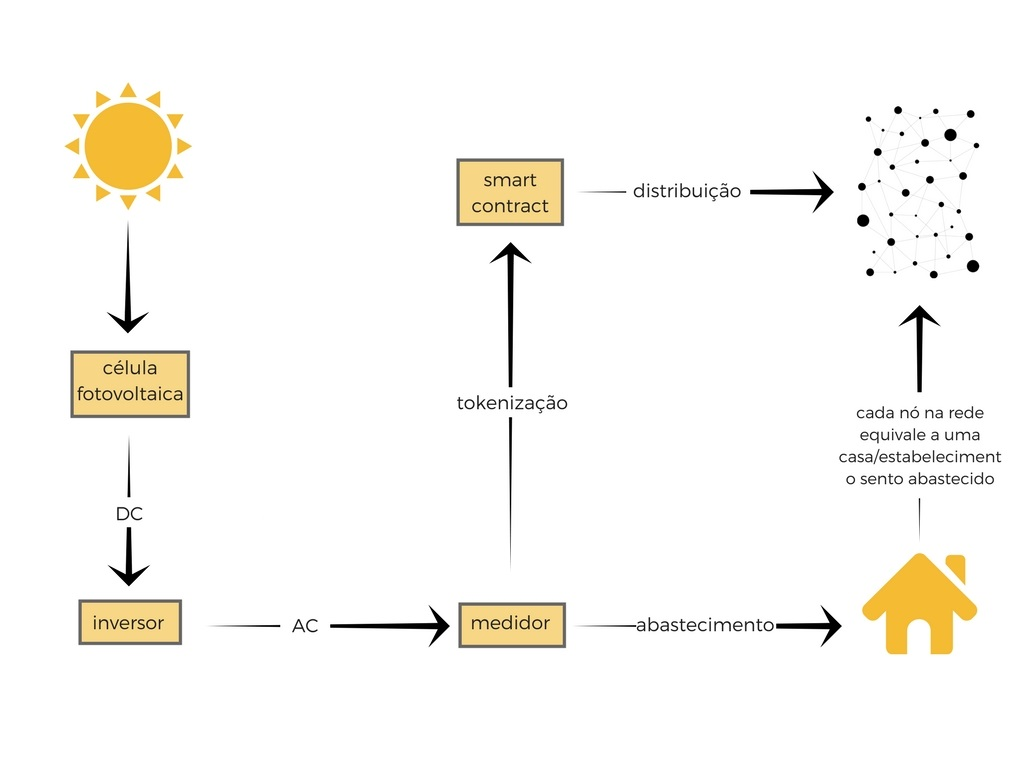 smart
contract
distribuição
célula
fotovoltaica
tokenização
cada nó na rede
equivale a uma
casa/estabeleciment
o sento abastecido
DC
inversor
AC
medidor
abastecimento